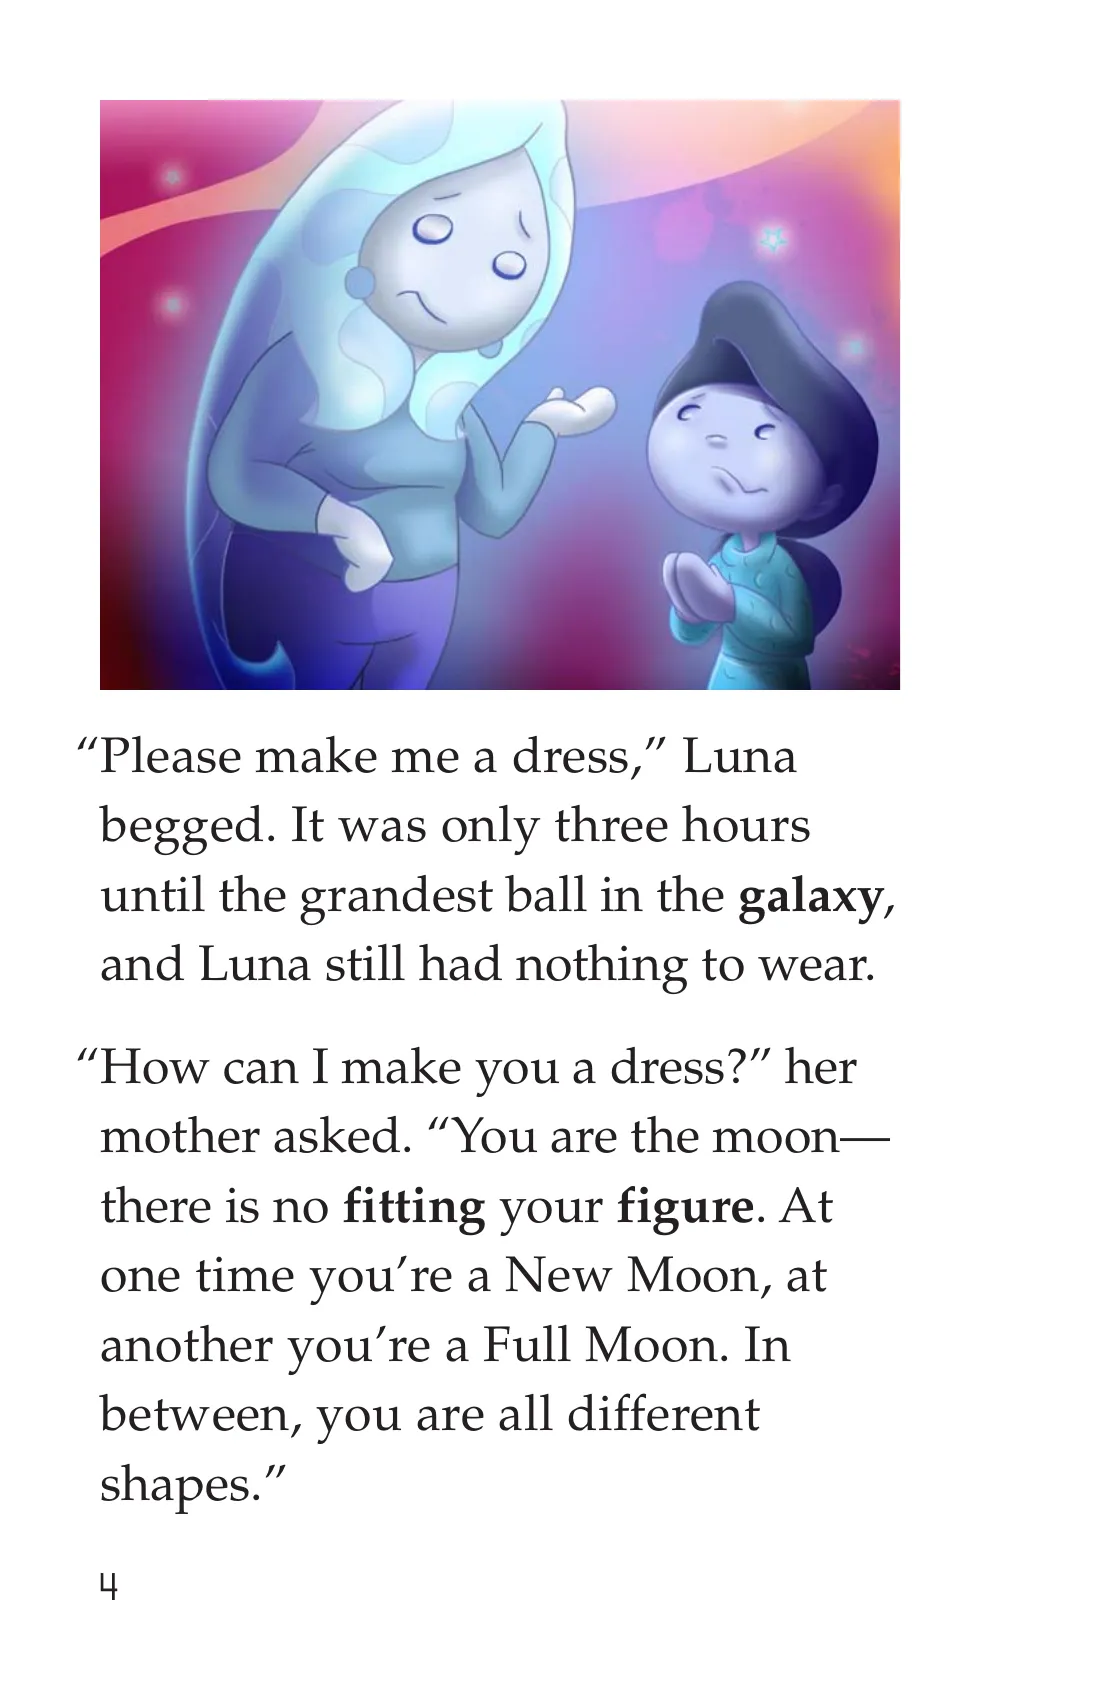 “Please make me a dress,” Luna
begged. It was only three hours
until the grandest ball in the galaxy,
and Luna still had nothing to wear.
“How can I make you a dress?” her
mother asked. “You are the moon—
there is no fitting your figure. At
one time you’re a New Moon, at
another you’re a Full Moon. In
between, you are all different
shapes.”
4